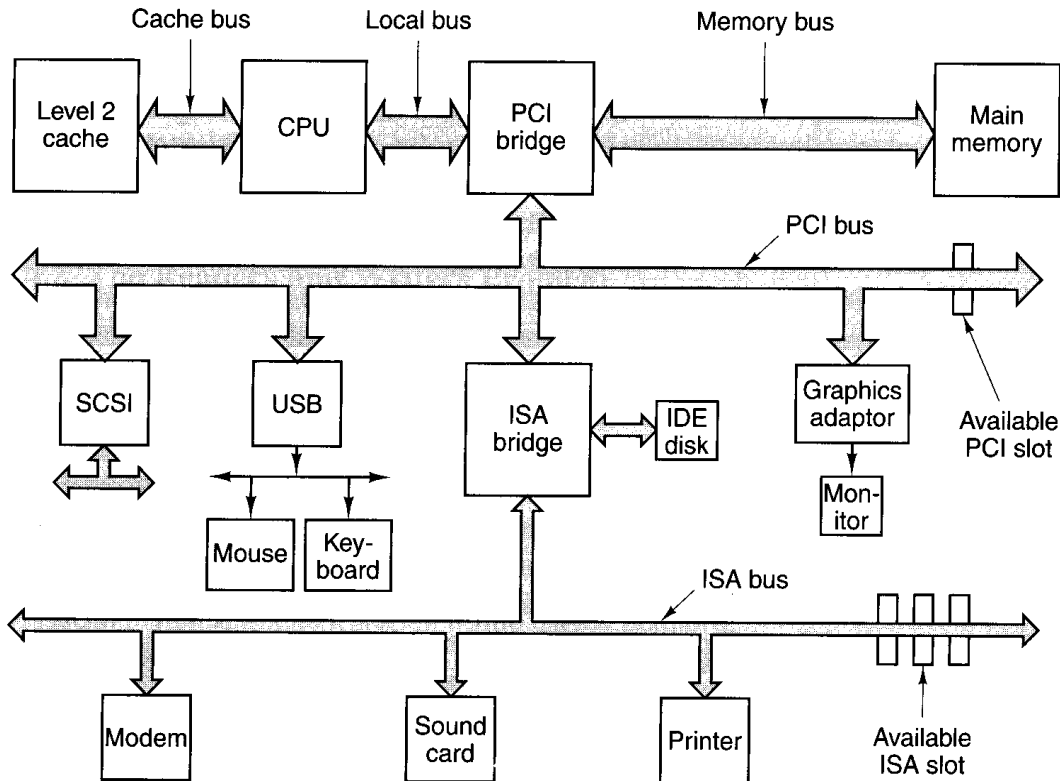 Cache bus
Local bus
Memory bus
Level 2
cache
CPU
PCI
bridge
Main
memory
PCI bus
SCSI
USB
ISA
bridge
IDE
disk
Graphics
adaptor
Available
PCI slot
Mon-
itor
Mouse
Key-
board
ISA bus
Modem
Sound
card
Printer
Available
ISA slot